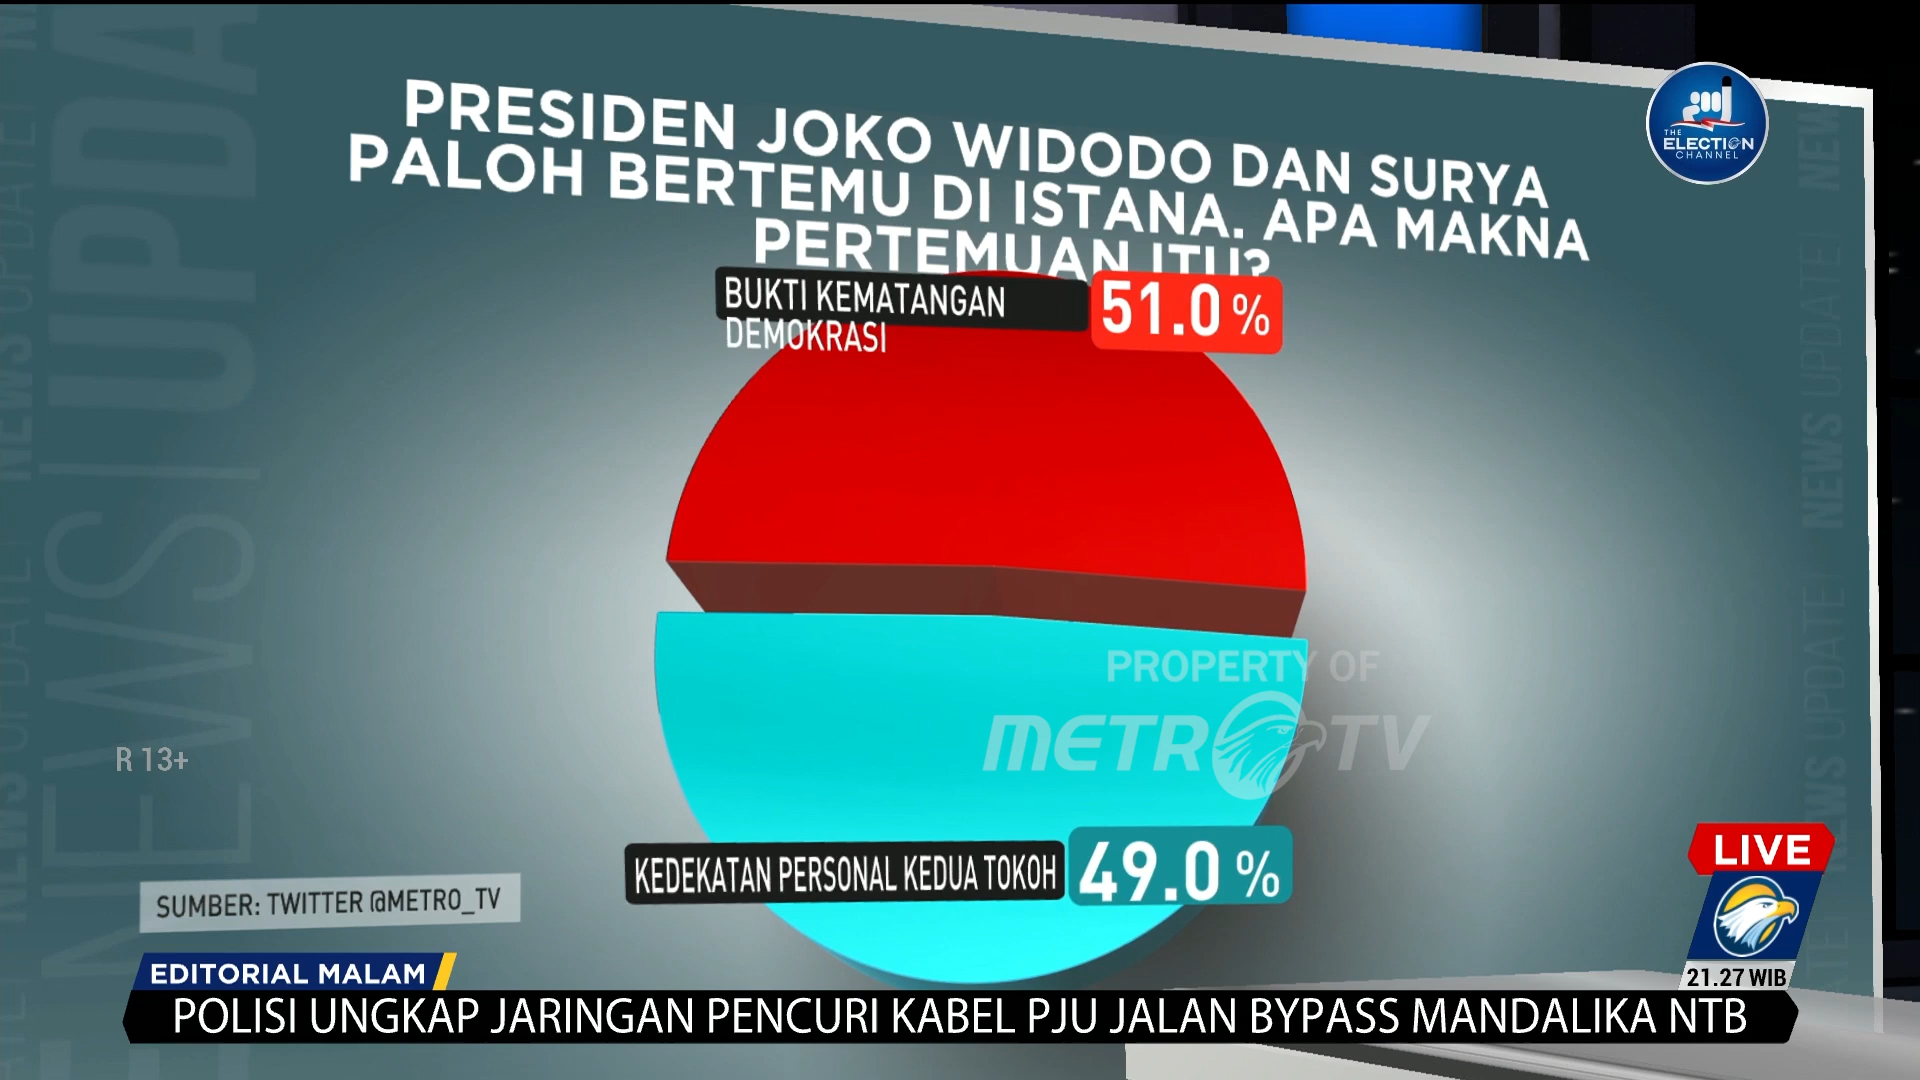 PRESIDEN JOKO WIDODO DAN SURYA
PALOH BERTEMU DI ISTANA. APA MAKNA
PERTEMUAN ITU?
BUKTI KEMATANGAN
DEMOKRASI
51.0 %
KEDEKATAN PERSONAL KEDUA TOKOH
49.0 %
THE
ELECTION
CHANNEL
PROPERTY OF
METRO TV
R 13+
SUMBER: TWITTER @METRO_TV
LIVE
21.27 WIB
EDITORIAL MALAM
POLISI UNGKAP JARINGAN PENCURI KABEL PJU JALAN BYPASS MANDALIKA NTB
NEWS UPDATE!